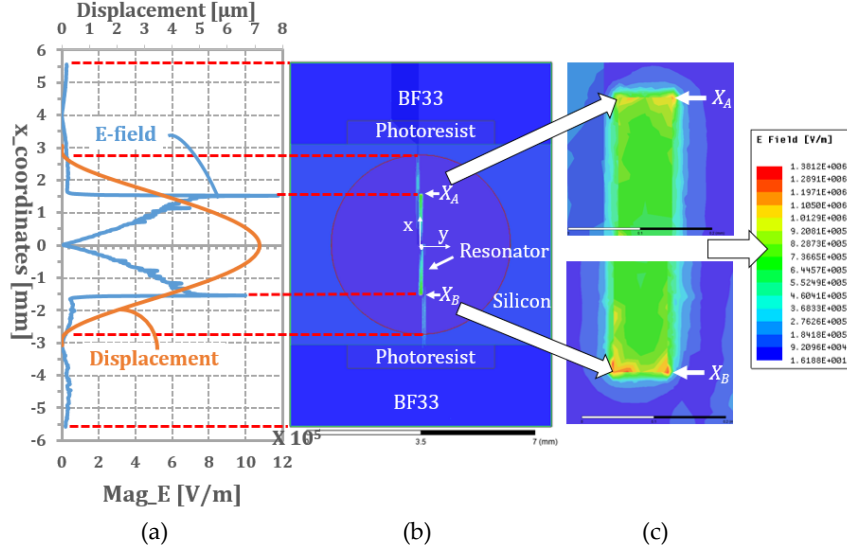 Displacement [µm]
0 1 2 3 4 5 6 7 8
6
5
4
3
2
1
0
-1
-2
-3
-4
-5
-6
x_coordinates [mm]
E-field
Displacement
X 10⁵
0 2 4 6 8 10 12
Mag_E [V/m]
BF33
Photoresist
X_A
x
y
Resonator
X_B
Silicon
Photoresist
BF33
3.5 7 (mm)
X_A
X_B
E Field [V/m]
1.3812E+006
1.2891E+006
1.1971E+006
1.1050E+006
1.0129E+006
9.2081E+005
8.2873E+005
7.3665E+005
6.4457E+005
5.5249E+005
4.6041E+005
3.6833E+005
2.7626E+005
1.8418E+005
9.2096E+004
1.6188E+001
(a) (b) (c)